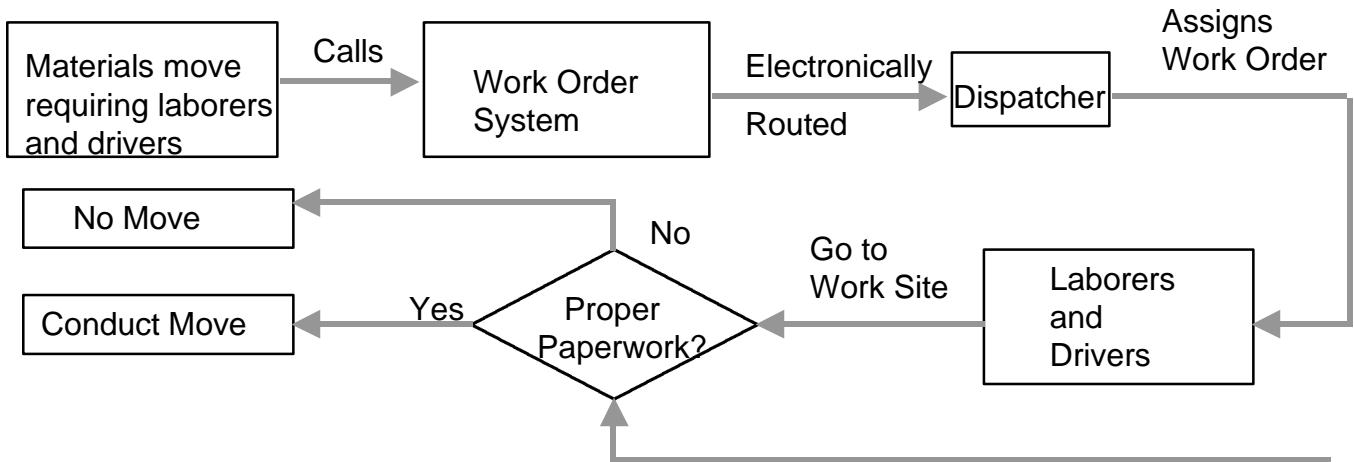 Materials move
requiring laborers
and drivers
Calls
Work Order
System
Electronically
Routed
Dispatcher
Assigns
Work Order
No Move
No
Go to
Work Site
Laborers
and
Drivers
Conduct Move
Yes
Proper
Paperwork?